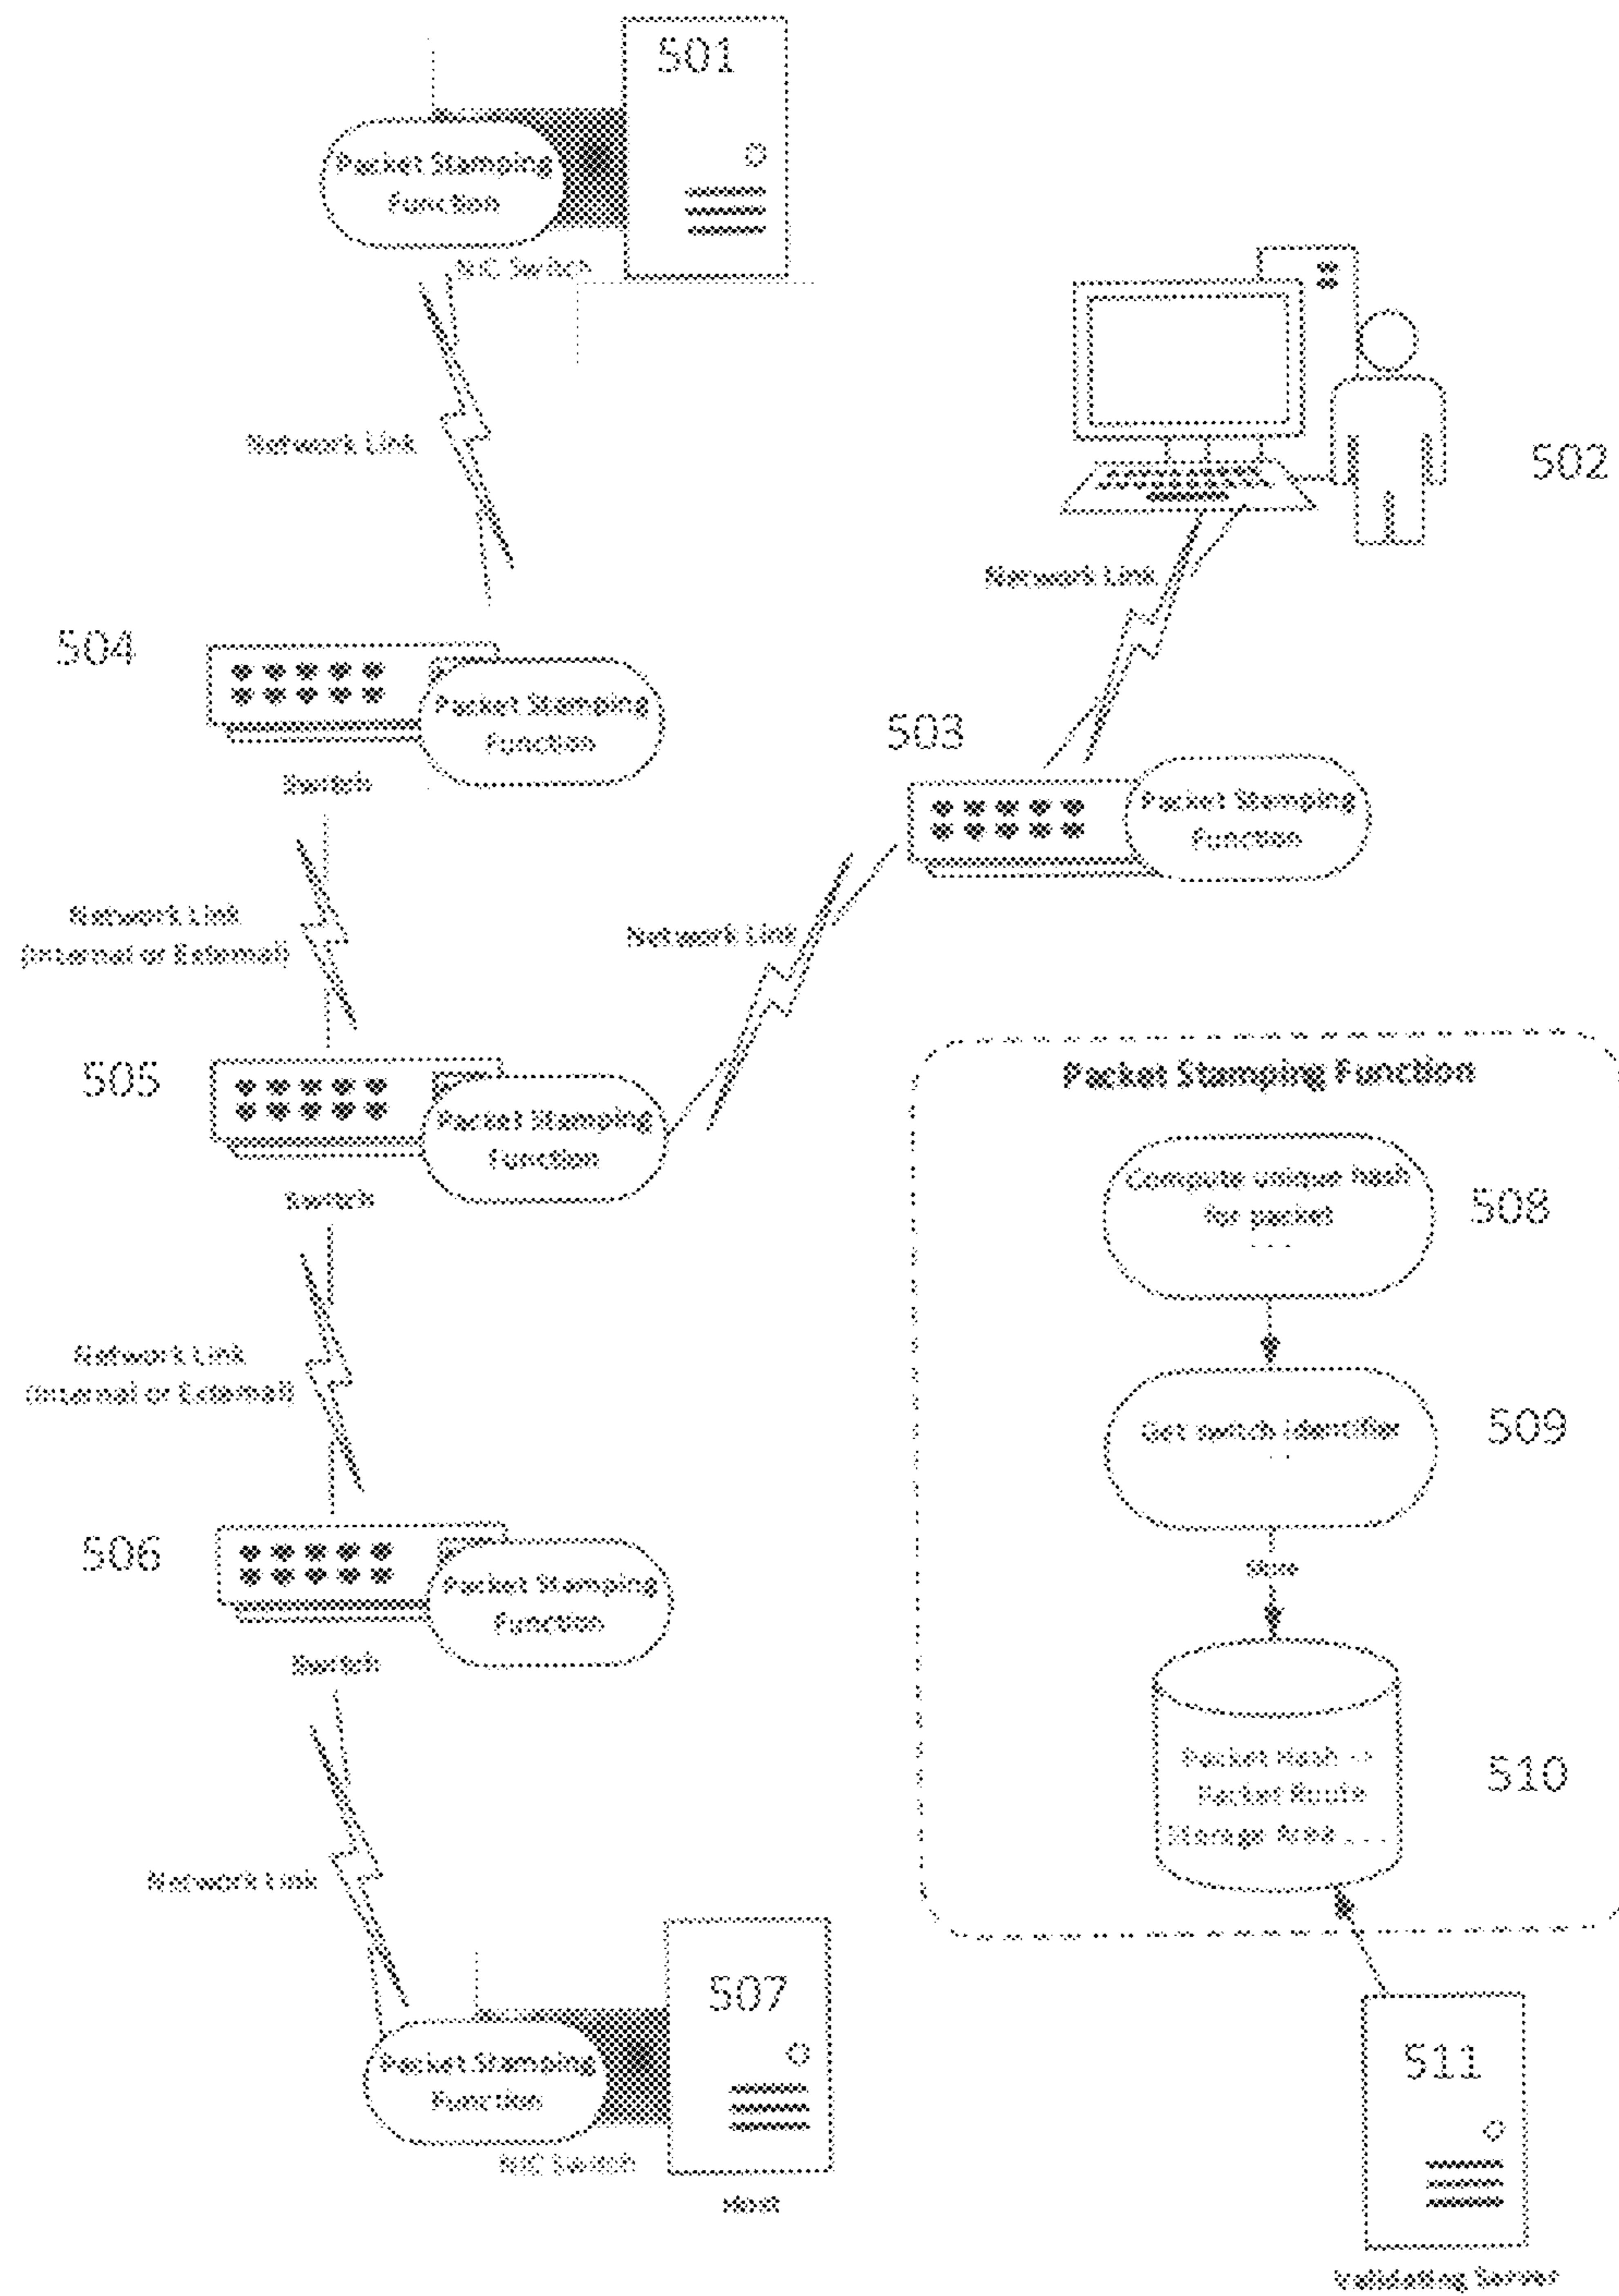 501
Packet Stamping
Function
NIC Switch
Network Link
502
Network Link
504
Packet Stamping
Function
Switch
503
Packet Stamping
Function
Network Link
(Internal or External)
Network Link
505
Packet Stamping
Function
Switch
Network Link
(Internal or External)
506
Packet Stamping
Function
Switch
Network Link
507
Packet Stamping
Function
NIC Switch
Host
Packet Stamping Function
Compute unique hash
for packet
508
Get switch identifier
509
Store
Packet Hash ->
Packet Route
Storage Area
510
511
Validating Server